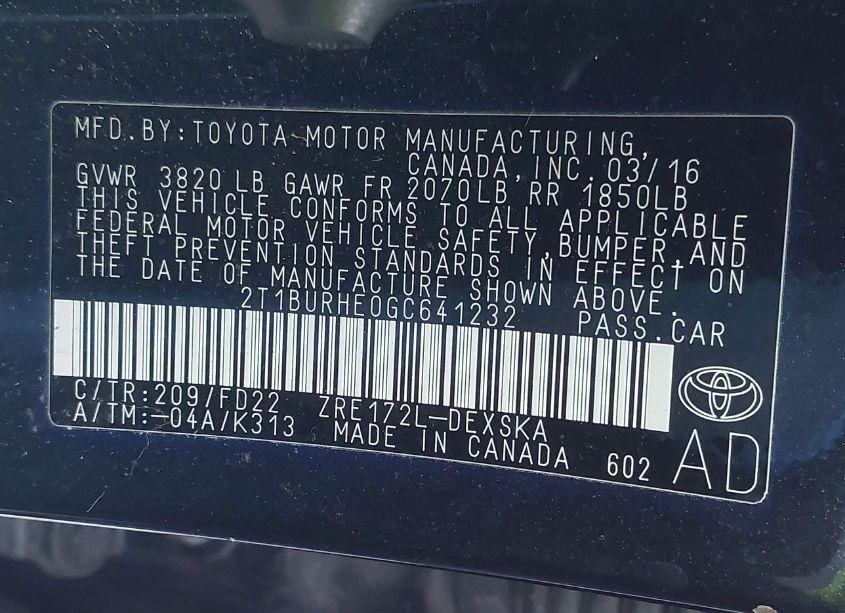 MFD.BY:TOYOTA MOTOR MANUFACTURING,
CANADA,INC. 03/16
GVWR 3820 LB GAWR FR 2070LB RR 1850LB
THIS VEHICLE CONFORMS TO ALL APPLICABLE
FEDERAL MOTOR VEHICLE SAFETY,BUMPER,AND
THEFT PREVENTION STANDARDS IN EFFECT ON
THE DATE OF MANUFACTURE SHOWN ABOVE.
2T1BURHE0GC641232 PASS.CAR
C/TR:209/FD22 ZRE172L-DEXSKA
A/TM:-04A/K313 MADE IN CANADA 602 AD